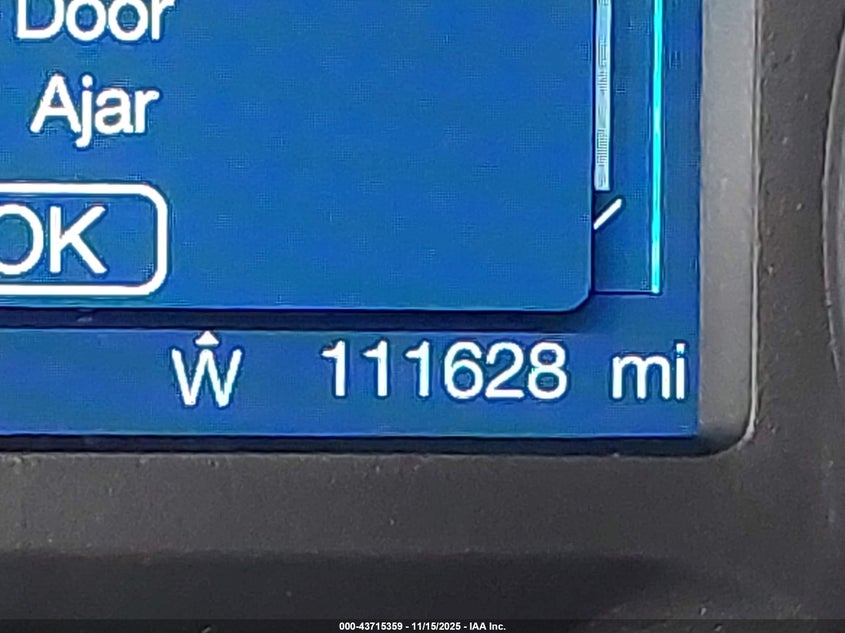 Door
Ajar
OK
W 111628 mi
000-43715359 - 11/15/2025 - IAA Inc.